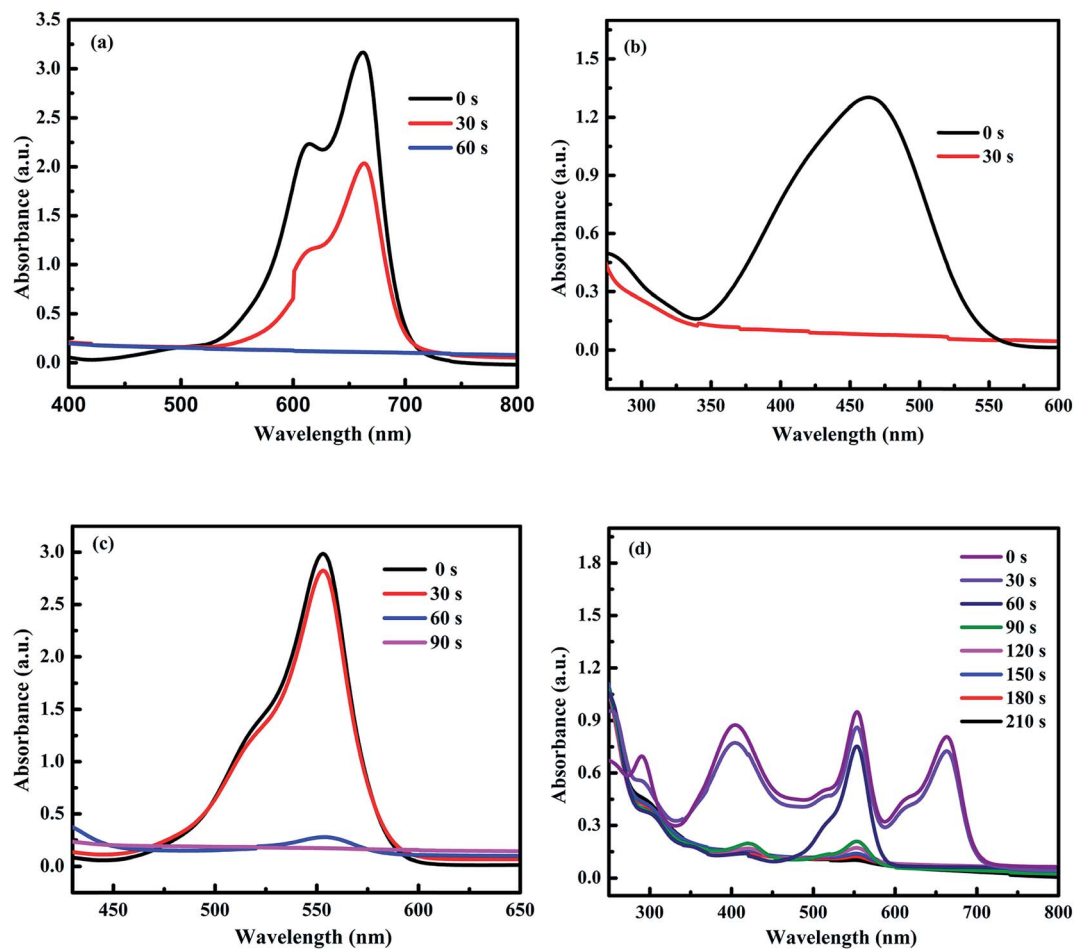 (a)
3.5
3.0
2.5
2.0
1.5
1.0
0.5
0.0
Absorbance (a.u.)
0 s
30 s
60 s
400 500 600 700 800
Wavelength (nm)
(b)
1.5
1.2
0.9
0.6
0.3
0.0
Absorbance (a.u.)
0 s
30 s
300 350 400 450 500 550 600
Wavelength (nm)
(c)
3.0
2.5
2.0
1.5
1.0
0.5
0.0
Absorbance (a.u.)
0 s
30 s
60 s
90 s
450 500 550 600 650
Wavelength (nm)
(d)
1.8
1.5
1.2
0.9
0.6
0.3
0.0
Absorbance (a.u.)
0 s
30 s
60 s
90 s
120 s
150 s
180 s
210 s
300 400 500 600 700 800
Wavelength (nm)